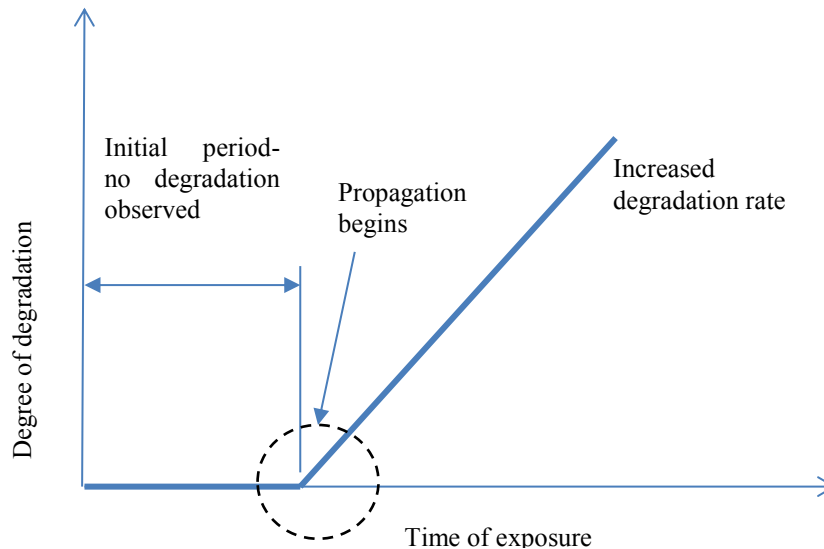 Initial period-
no degradation
observed
Propagation
begins
Increased
degradation rate
Degree of degradation
Time of exposure